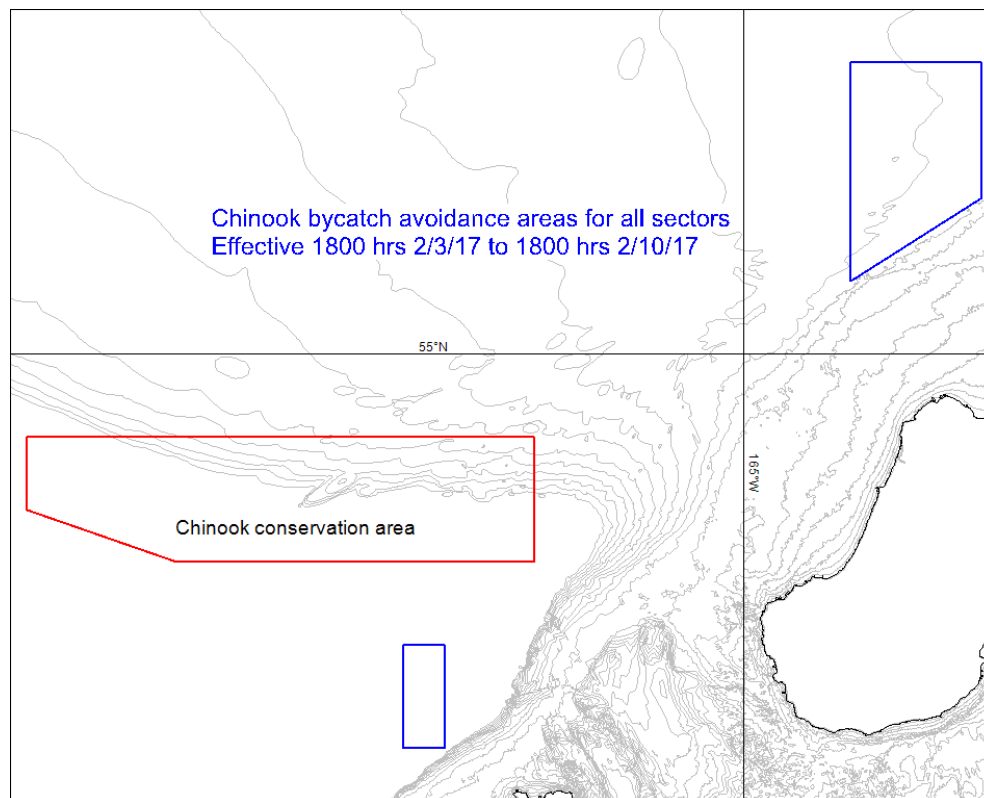 Chinook bycatch avoidance areas for all sectors
Effective 1800 hrs 2/3/17 to 1800 hrs 2/10/17
55°N
165°W
Chinook conservation area